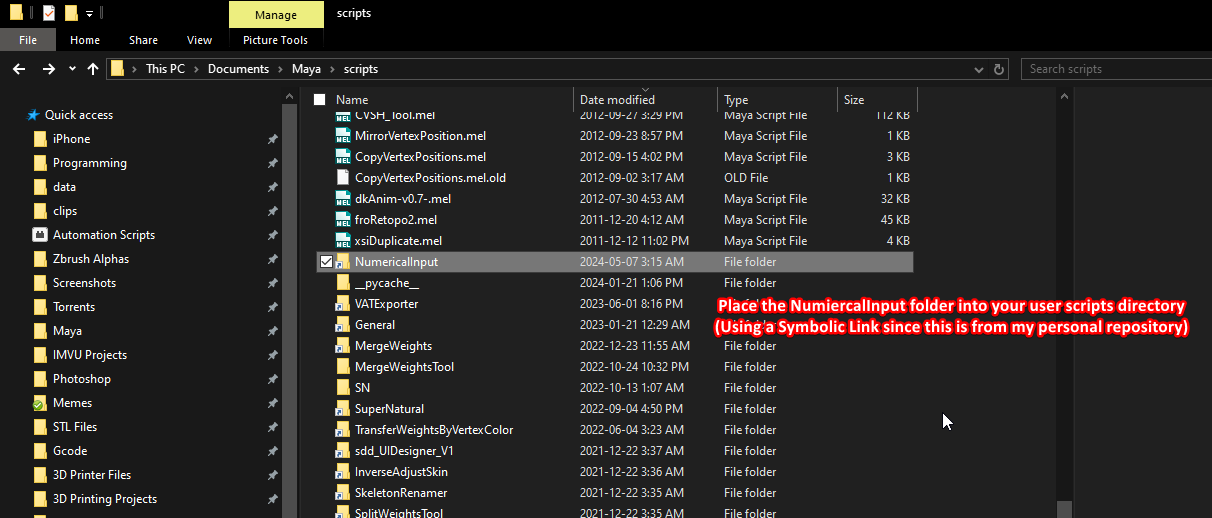 Manage
scripts
File
Home
Share
View
Picture Tools
This PC > Documents > Maya > scripts
Search scripts
Quick access
iPhone
Programming
data
clips
Automation Scripts
Zbrush Alphas
Screenshots
Torrents
Maya
IMVU Projects
Photoshop
Memes
STL Files
Gcode
3D Printer Files
3D Printing Projects
Name Date modified Type Size
CVSH_Tool.mel 2012-09-27 3:29 PM Maya Script File 112 KB
MEL MirrorVertexPosition.mel 2012-09-23 8:57 PM Maya Script File 1 KB
MEL CopyVertexPositions.mel 2012-09-15 4:02 PM Maya Script File 3 KB
CopyVertexPositions.mel.old 2012-09-02 3:17 AM OLD File 1 KB
MEL dkAnim-v0.7-.mel 2012-07-30 4:53 AM Maya Script File 32 KB
MEL froRetopo2.mel 2011-12-20 4:12 AM Maya Script File 45 KB
MEL xsiDuplicate.mel 2011-12-12 11:02 PM Maya Script File 4 KB
NumericalInput 2024-05-07 3:15 AM File folder
__pycache__ 2024-01-21 1:06 PM File folder
VATExporter 2023-06-01 8:16 PM File folder
General 2023-01-21 12:29 AM File folder
MergeWeights 2022-12-23 11:55 AM File folder
MergeWeightsTool 2022-10-24 10:32 PM File folder
SN 2022-10-13 1:07 AM File folder
SuperNatural 2022-09-04 4:50 PM File folder
TransferWeightsByVertexColor 2022-06-04 3:23 AM File folder
sdd_UIDesigner_V1 2021-12-22 3:37 AM File folder
InverseAdjustSkin 2021-12-22 3:36 AM File folder
SkeletonRenamer 2021-12-22 3:35 AM File folder
SplitWeightsTool 2021-12-22 3:35 AM File folder
Place the NumiercalInput folder into your user scripts directory
(Using a Symbolic Link since this is from my personal repository)